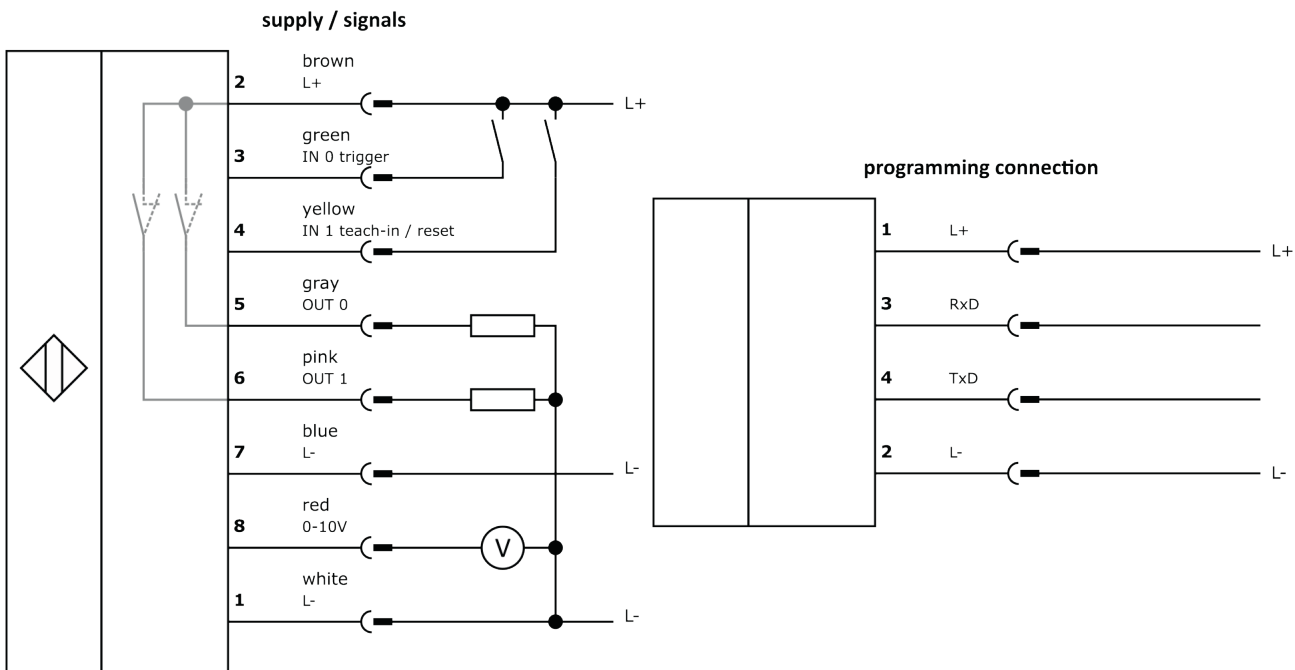 supply / signals
brown
2
L+
L+
green
3
IN 0 trigger
yellow
4
IN 1 teach-in / reset
gray
5
OUT 0
pink
6
OUT 1
blue
7
L-
L-
red
8
0-10V
V
white
1
L-
L-
programming connection
1
L+
L+
3
RxD
4
TxD
2
L-
L-